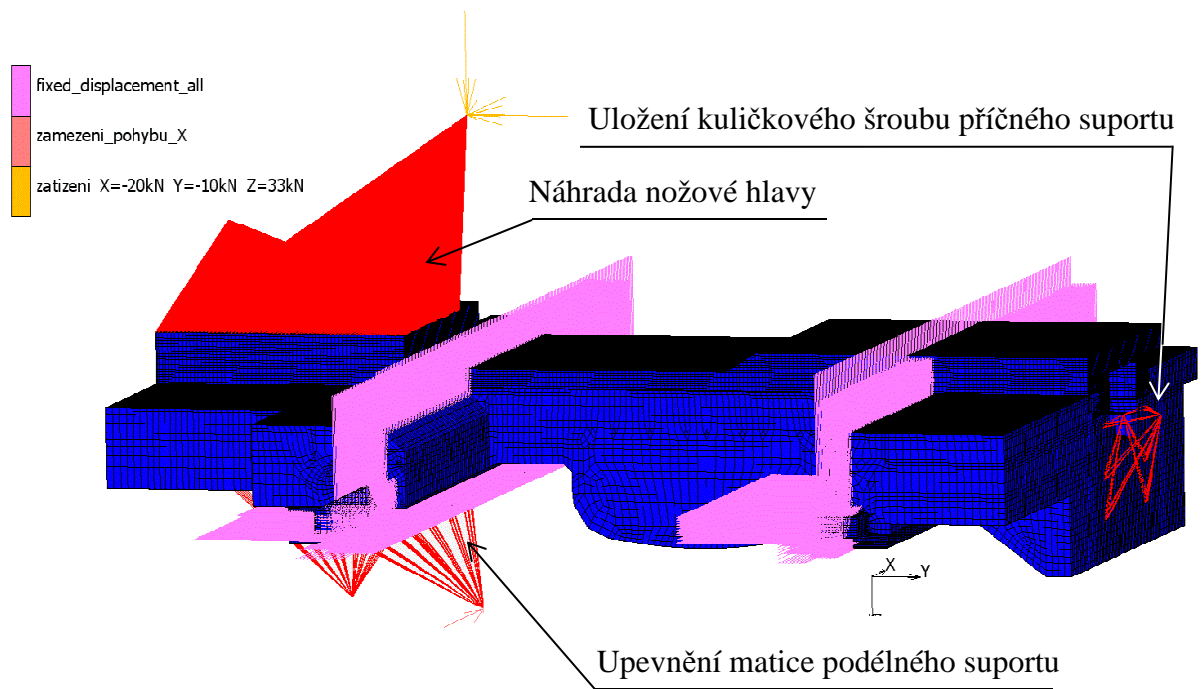 fixed_displacement_all
zamezeni_pohybu_X
zatizeni X=-20kN Y=-10kN Z=33kN
Uložení kuličkového šroubu příčného suportu
Náhrada nožové hlavy
X
Y
Upevnění matice podélného suportu